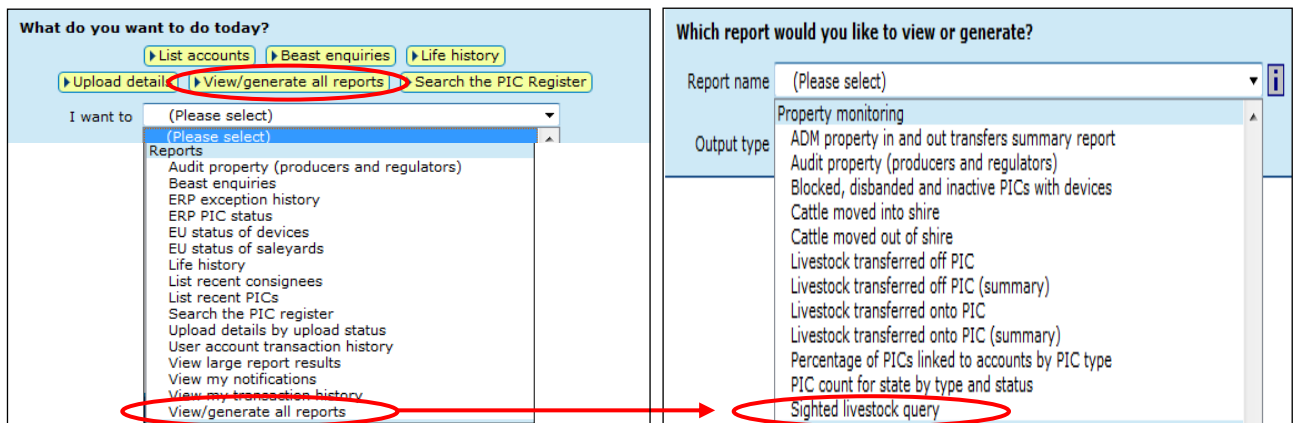 What do you want to do today?
List accounts Beast enquiries Life history
Upload details View/generate all reports Search the PIC Register
I want to (Please select)
(Please select)
Reports
Audit property (producers and regulators)
Beast enquiries
ERP exception history
ERP PIC status
EU status of devices
EU status of saleyards
Life history
List recent consignees
List recent PICs
Search the PIC register
Upload details by upload status
User account transaction history
View large report results
View my notifications
View my transaction history
View/generate all reports
Which report would you like to view or generate?
Report name (Please select) i
Property monitoring
ADM property in and out transfers summary report
Output type
Audit property (producers and regulators)
Blocked, disbanded and inactive PICs with devices
Cattle moved into shire
Cattle moved out of shire
Livestock transferred off PIC
Livestock transferred off PIC (summary)
Livestock transferred onto PIC
Livestock transferred onto PIC (summary)
Percentage of PICs linked to accounts by PIC type
PIC count for state by type and status
Sighted livestock query